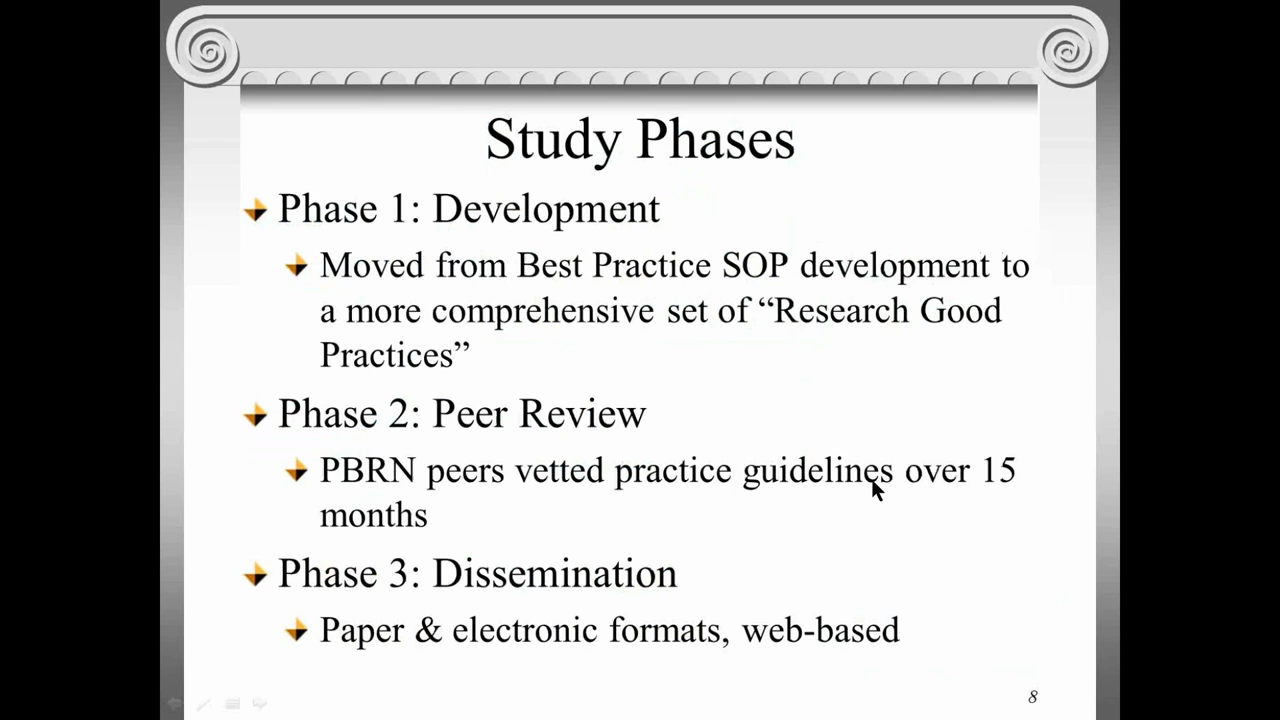 Study Phases
Phase 1: Development
Moved from Best Practice SOP development to
a more comprehensive set of “Research Good
Practices”
Phase 2: Peer Review
PBRN peers vetted practice guidelines over 15
months
Phase 3: Dissemination
Paper & electronic formats, web-based
8